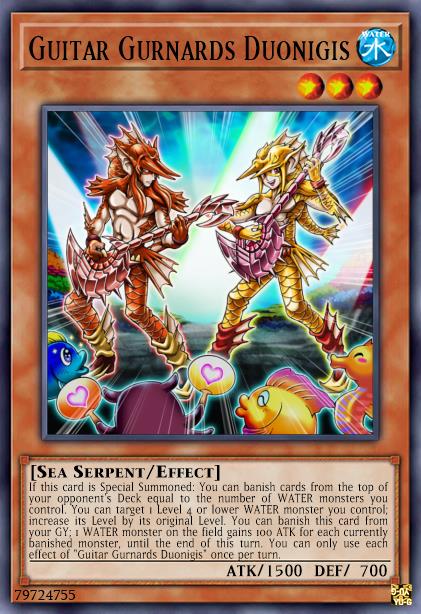 Guitar Gurnards Duonigis
WATER
水
[Sea Serpent/Effect]
If this card is Special Summoned: You can banish cards from the top of
your opponent's Deck equal to the number of WATER monsters you
control. You can target 1 Level 4 or lower WATER monster you control;
increase its Level by its original Level. You can banish this card from
your GY; 1 WATER monster on the field gains 100 ATK for each currently
banished monster, until the end of this turn. You can only use each
effect of "Guitar Gurnards Duonigis" once per turn.
ATK/1500 DEF/ 700
79724755